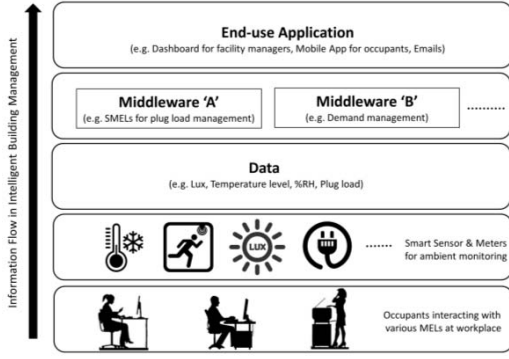 End-use Application
(e.g. Dashboard for facility managers, Mobile App for occupants, Emails)
Middleware 'A'
(e.g. SMELs for plug load management)
Middleware 'B'
(e.g. Demand management)
..........
Data
(e.g. Lux, Temperature level, %RH, Plug load)
LUX
.......
Smart Sensor & Meters
for ambient monitoring
Occupants interacting with
various MELs at workplace
Information Flow in Intelligent Building Management